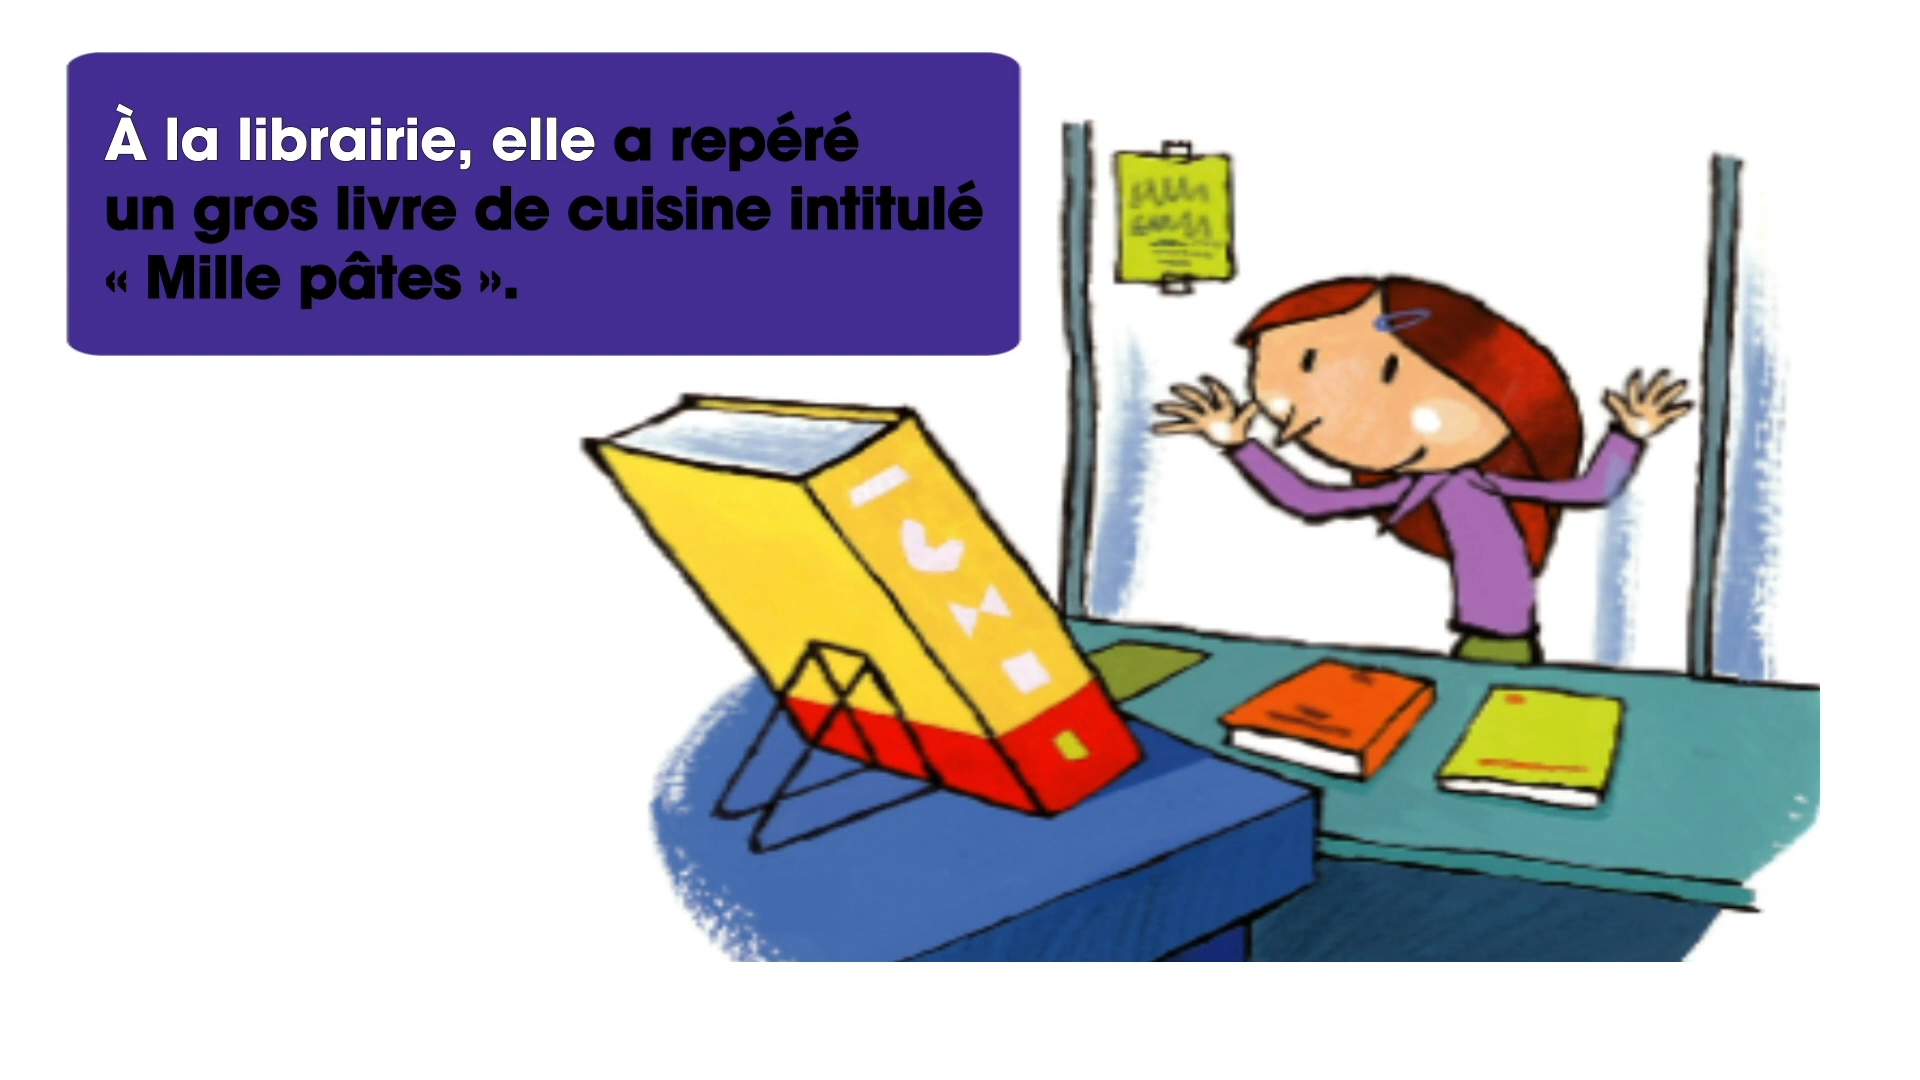 À la librairie, elle a repéré
un gros livre de cuisine intitulé
« Mille pâtes ».